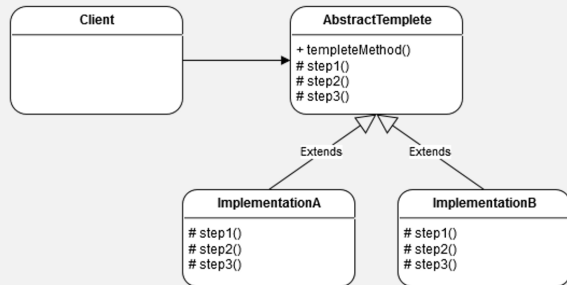 Client
AbstractTemplete
+ templeteMethod()
# step1()
# step2()
# step3()
Extends
Extends
ImplementationA
# step1()
# step2()
# step3()
ImplementationB
# step1()
# step2()
# step3()